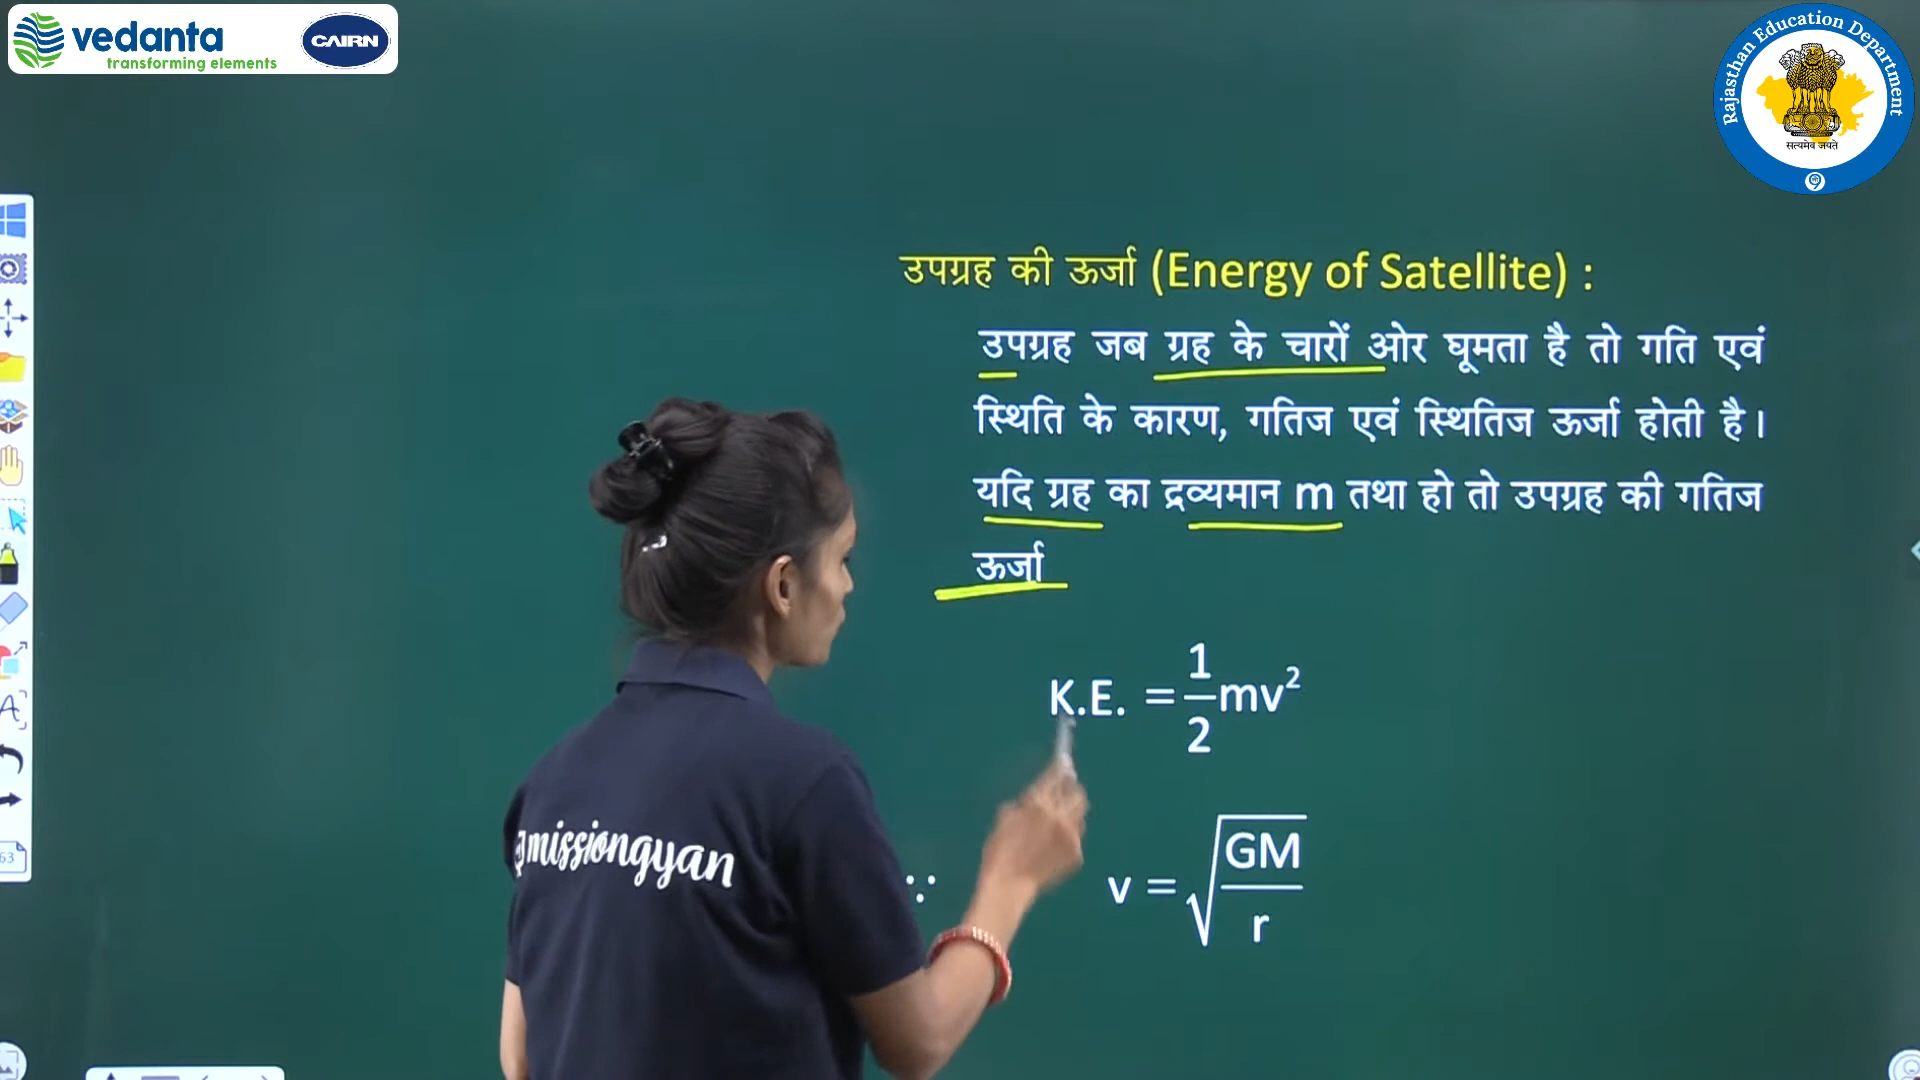 vedanta
transforming elements
CAIRN
Rajasthan Education Department
सत्यमेव जयते
उपग्रह की ऊर्जा (Energy of Satellite) :
उपग्रह जब ग्रह के चारों ओर घूमता है तो गति एवं
स्थिति के कारण, गतिज एवं स्थितिज ऊर्जा होती है।
यदि ग्रह का द्रव्यमान m तथा हो तो उपग्रह की गतिज
ऊर्जा
K.E. = 1/2 mv²
∵ v = √GM/r
missiongyan
63